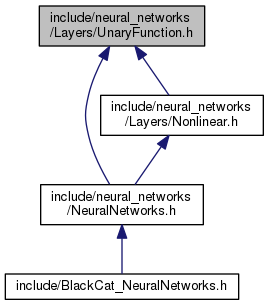 include/neural_networks
/Layers/UnaryFunction.h
include/neural_networks
/Layers/Nonlinear.h
include/neural_networks
/NeuralNetworks.h
include/BlackCat_NeuralNetworks.h